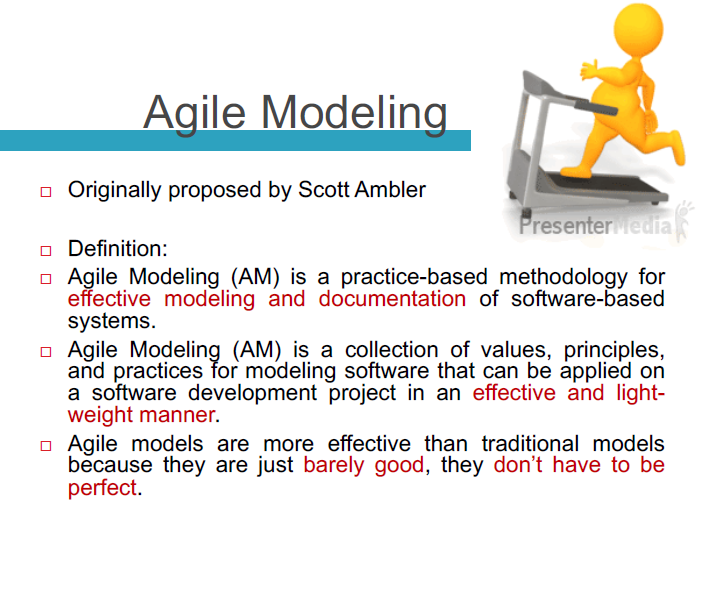 Agile Modeling
PresenterMedia
Originally proposed by Scott Ambler
Definition:
Agile Modeling (AM) is a practice-based methodology for
effective modeling and documentation of software-based
systems.
Agile Modeling (AM) is a collection of values, principles,
and practices for modeling software that can be applied on
a software development project in an effective and light-
weight manner.
Agile models are more effective than traditional models
because they are just barely good, they don't have to be
perfect.